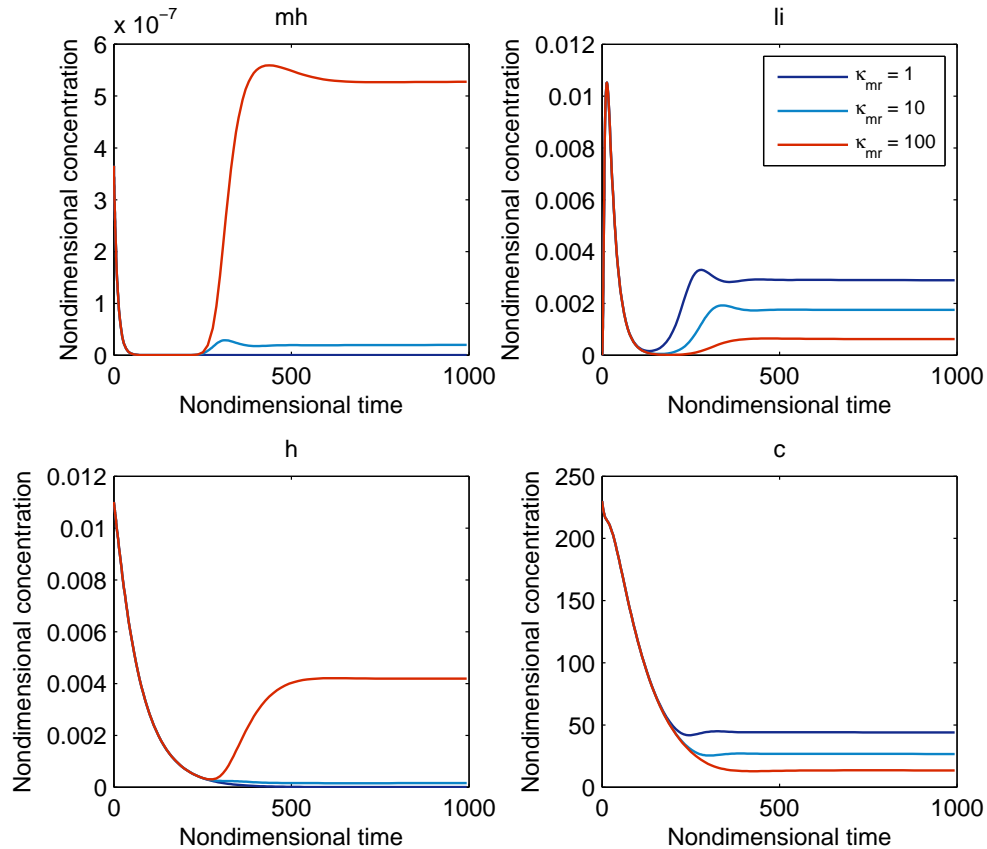 mh
x 10^-7
Nondimensional concentration
6
5
4
3
2
1
0
0 500 1000
Nondimensional time
li
Nondimensional concentration
0.012
0.01
0.008
0.006
0.004
0.002
0
0 500 1000
Nondimensional time
κ_mr = 1
κ_mr = 10
κ_mr = 100
h
Nondimensional concentration
0.012
0.01
0.008
0.006
0.004
0.002
0
0 500 1000
Nondimensional time
c
Nondimensional concentration
250
200
150
100
50
0
0 500 1000
Nondimensional time